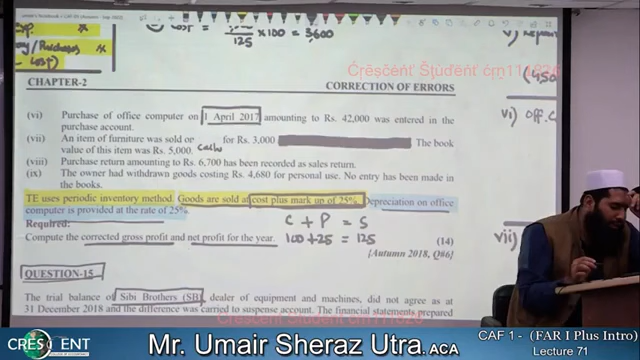 125 × 100 = 3,600
CHAPTER-2 CORRECTION OF ERRORS
(vi) Purchase of office computer on 1 April 2017 amounting to Rs. 42,000 was entered in the
purchase account.
(vii) An item of furniture was sold on for Rs. 3,000 The book
value of this item was Rs. 5,000. cash
(viii) Purchase return amounting to Rs. 6,700 has been recorded as sales return.
(ix) The owner had withdrawn goods costing Rs. 4,680 for personal use. No entry has been made in
the books.
TE uses periodic inventory method. Goods are sold at cost plus mark up of 25%. Depreciation on office
computer is provided at the rate of 25%.
C + P = S
Required:
Compute the corrected gross profit and net profit for the year. 100 + 25 = 125 (14)
[Autumn 2018, Q#6]
QUESTION-15
The trial balance of Sibi Brothers (SB), dealer of equipment and machines, did not agree as at
31 December 2018 and the difference was carried to suspense account. The financial statements prepared
v)
vi) Off. C
vii)
CRESCENT
Mr. Umair Sheraz Utra. ACA
CAF 1 - (FAR I Plus Intro)
Lecture 71